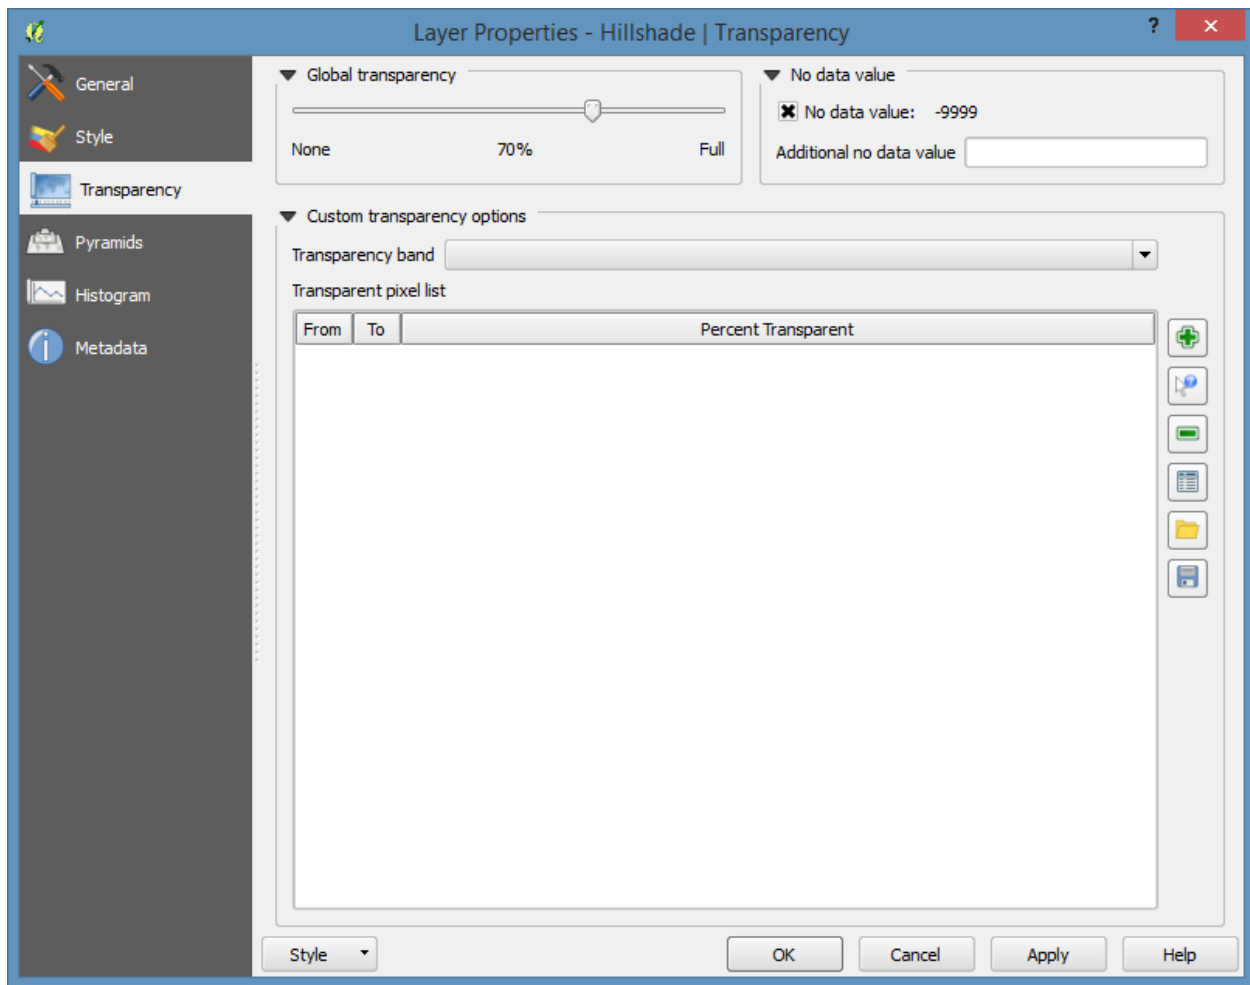 Layer Properties - Hillshade | Transparency
?
General
Style
Transparency
Pyramids
Histogram
Metadata
Global transparency
None 70% Full
No data value
No data value: -9999
Additional no data value
Custom transparency options
Transparency band
Transparent pixel list
From To Percent Transparent
Style OK Cancel Apply Help